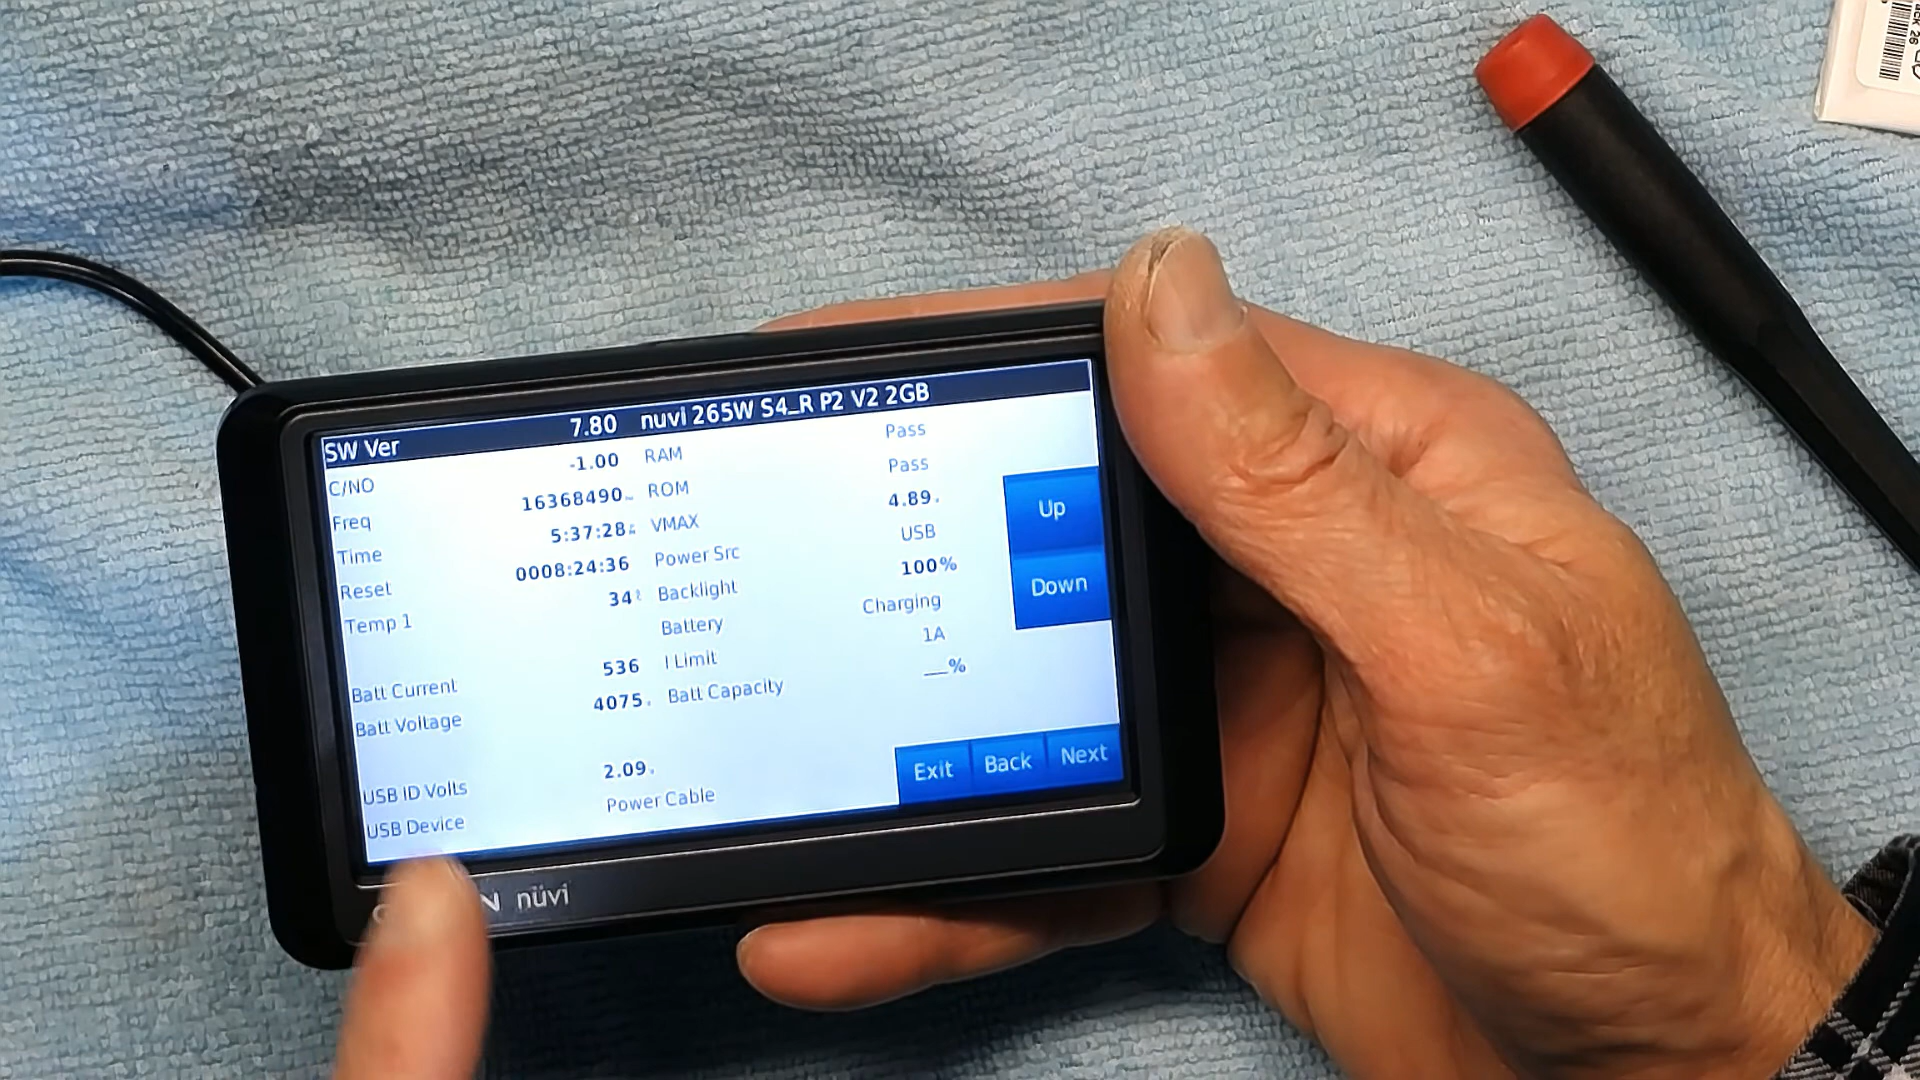 SW Ver 7.80 nuvi 265W S4_R P2 V2 2GB
C/NO -1.00 RAM Pass
Freq 16368490 ROM Pass
Time 5:37:28 VMAX 4.89
Reset 0008:24:36 Power Src USB
Temp 1 34 Backlight 100%
Battery Charging
Batt Current 536 I Limit 1A
Batt Voltage 4075 Batt Capacity __%
USB ID Volts 2.09
USB Device Power Cable
Up
Down
Exit Back Next
nüvi
26